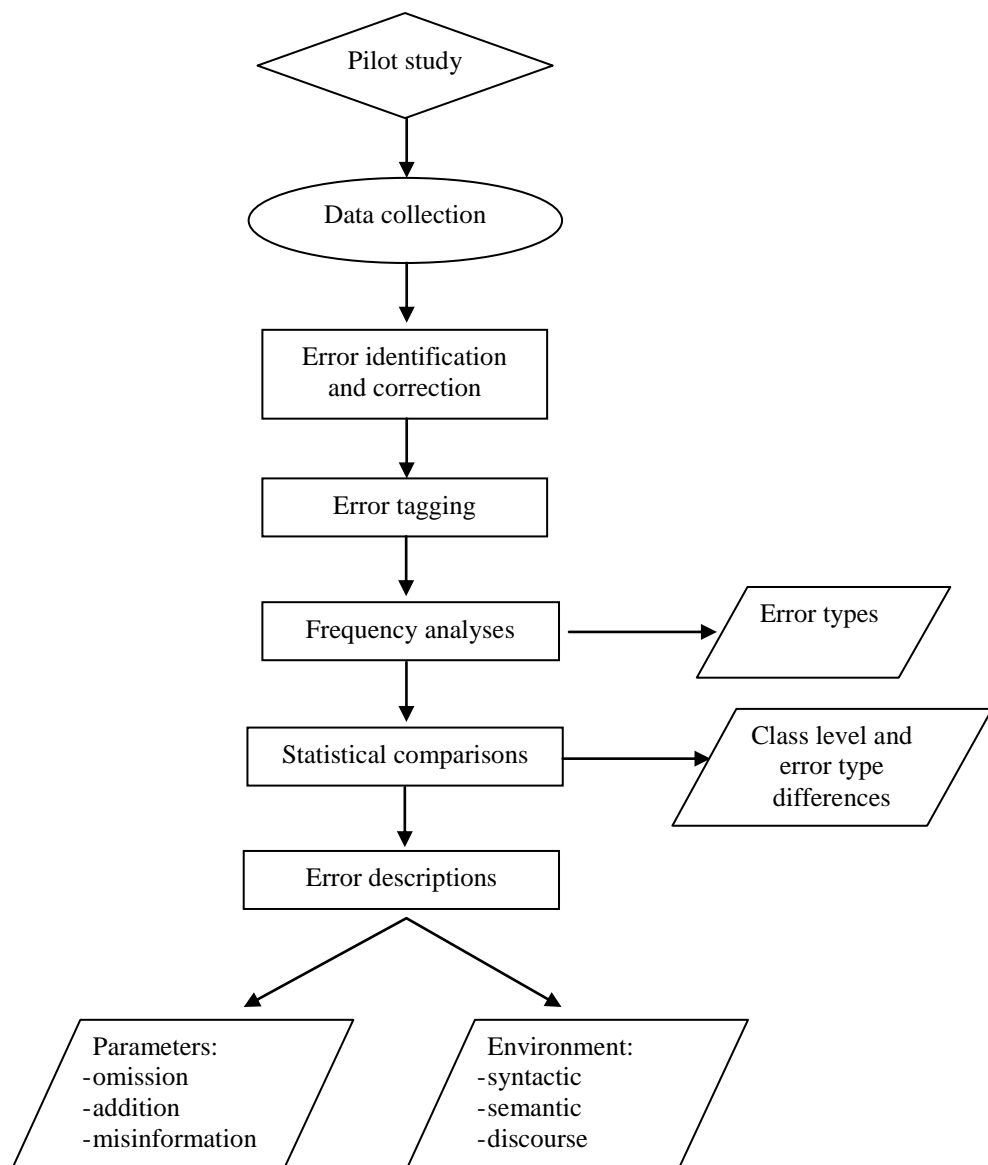 Pilot study
Data collection
Error identification
and correction
Error tagging
Frequency analyses
Error types
Statistical comparisons
Class level and
error type
differences
Error descriptions
Parameters:
-omission
-addition
-misinformation
Environment:
-syntactic
-semantic
-discourse